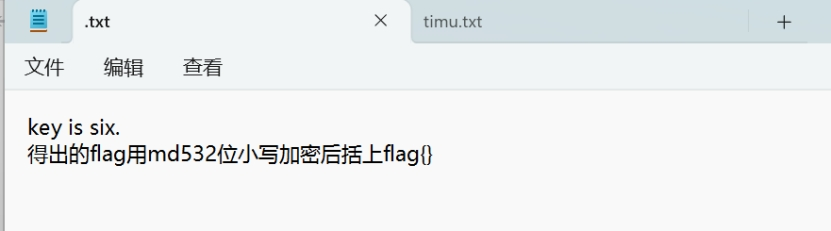 .txt
timu.txt
文件 编辑 查看
key is six.
得出的flag用md532位小写加密后括上flag{}